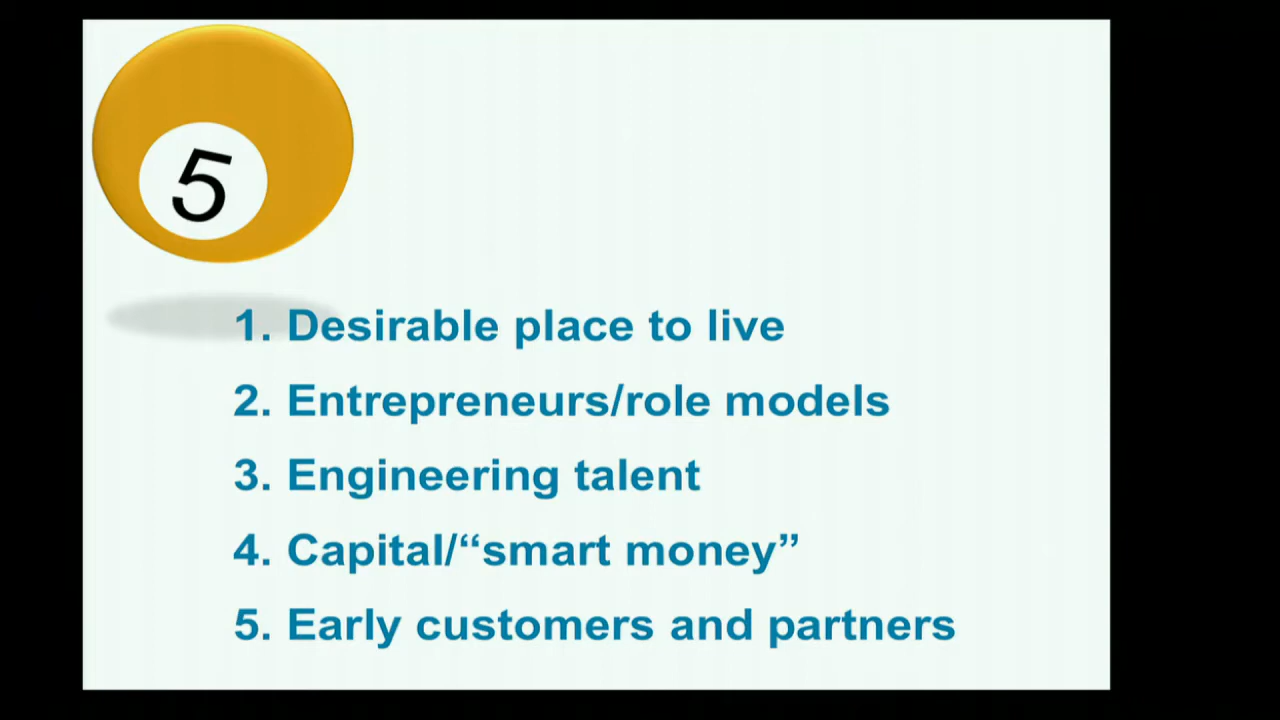 5
1. Desirable place to live
2. Entrepreneurs/role models
3. Engineering talent
4. Capital/“smart money”
5. Early customers and partners